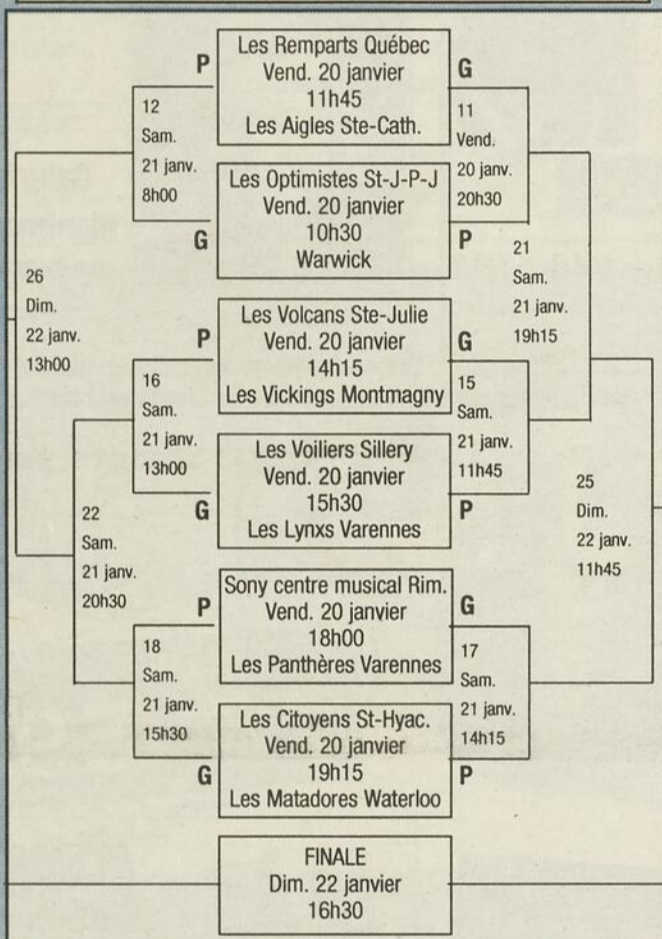 P
Les Remparts Québec
Vend. 20 janvier
11h45
Les Aigles Ste-Cath.
G
12
Sam.
21 janv.
8h00
11
Vend.
20 janv.
20h30
G
Les Optimistes St-J-P-J
Vend. 20 janvier
10h30
Warwick
P
26
Dim.
22 janv.
13h00
21
Sam.
21 janv.
19h15
P
Les Volcans Ste-Julie
Vend. 20 janvier
14h15
Les Vickings Montmagny
G
16
Sam.
21 janv.
13h00
15
Sam.
21 janv.
11h45
G
Les Voiliers Sillery
Vend. 20 janvier
15h30
Les Lynxs Varennes
P
22
Sam.
21 janv.
20h30
25
Dim.
22 janv.
11h45
P
Sony centre musical Rim.
Vend. 20 janvier
18h00
Les Panthères Varennes
G
18
Sam.
21 janv.
15h30
17
Sam.
21 janv.
14h15
G
Les Citoyens St-Hyac.
Vend. 20 janvier
19h15
Les Matadores Waterloo
P
FINALE
Dim. 22 janvier
16h30